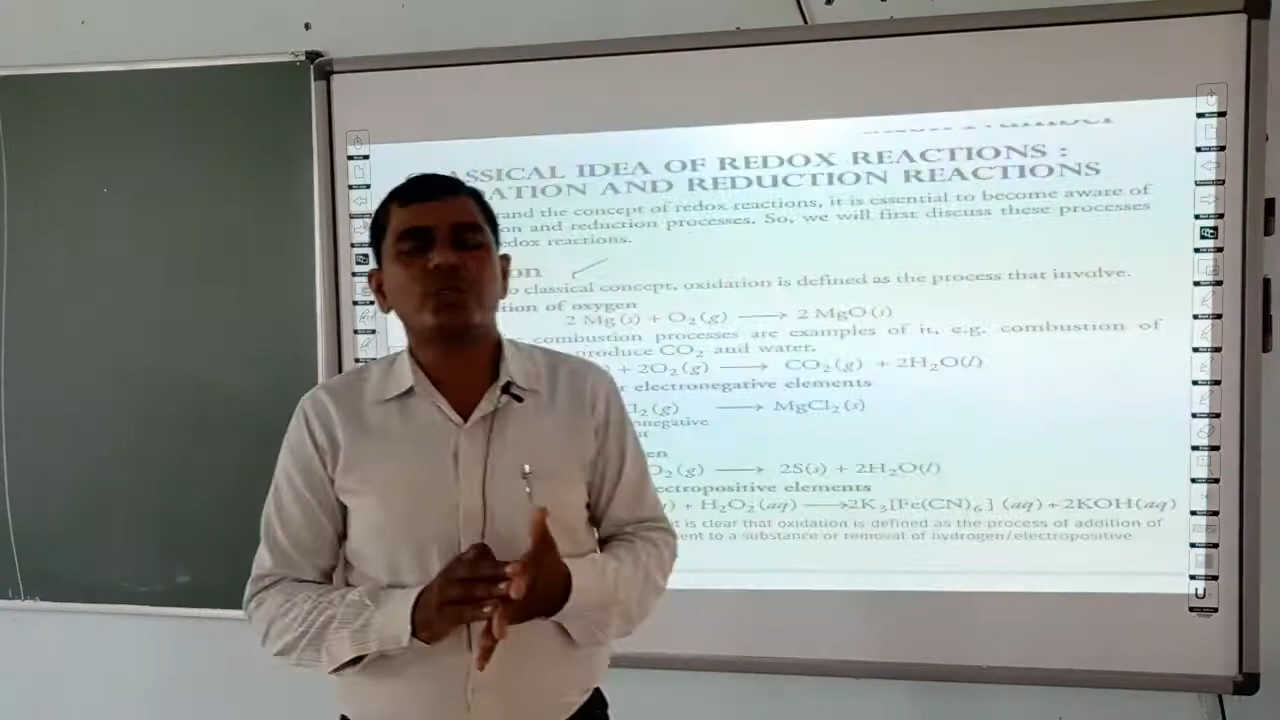 ASSICAL IDEA OF REDOX REACTIONS :
DATION AND REDUCTION REACTIONS
and the concept of redox reactions, it is essential to become aware of
on and reduction processes. So, we will first discuss these processes
edox reactions.
on
o classical concept, oxidation is defined as the process that involve.
tion of oxygen
2 Mg (s) + O₂(g) ⟶ 2 MgO (s)
combustion processes are examples of it, e.g. combustion of
produce CO₂ and water.
+ 2O₂(g) ⟶ CO₂(g) + 2H₂O(l)
r electronegative elements
l₂(g) ⟶ MgCl₂(s)
negative
en
O₂(g) ⟶ 2S(s) + 2H₂O(l)
ectropositive elements
) + H₂O₂(aq) ⟶2K₃[Fe(CN)₆] (aq)+2KOH(aq)
t is clear that oxidation is defined as the process of addition of
ent to a substance or removal of hydrogen/electropositive